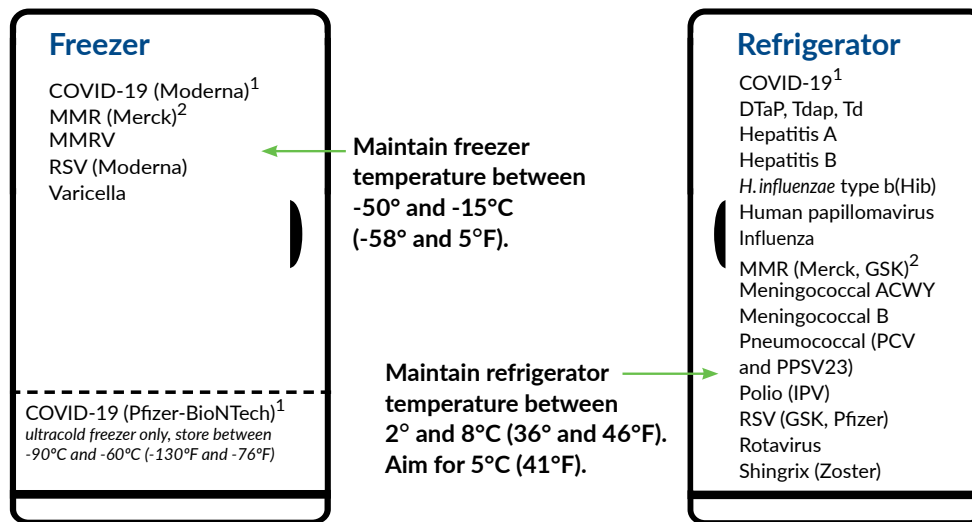 Freezer
COVID-19 (Moderna)1
MMR (Merck)2
MMRV
RSV (Moderna)
Varicella
Maintain freezer
temperature between
-50° and -15°C
(-58° and 5°F).
COVID-19 (Pfizer-BioNTech)1
ultracold freezer only, store between
-90°C and -60°C (-130°F and -76°F)
Maintain refrigerator
temperature between
2° and 8°C (36° and 46°F).
Aim for 5°C (41°F).
Refrigerator
COVID-191
DTaP, Tdap, Td
Hepatitis A
Hepatitis B
H.influenzae type b(Hib)
Human papillomavirus
Influenza
MMR (Merck, GSK)2
Meningococcal ACWY
Meningococcal B
Pneumococcal (PCV
and PPSV23)
Polio (IPV)
RSV (GSK, Pfizer)
Rotavirus
Shingrix (Zoster)